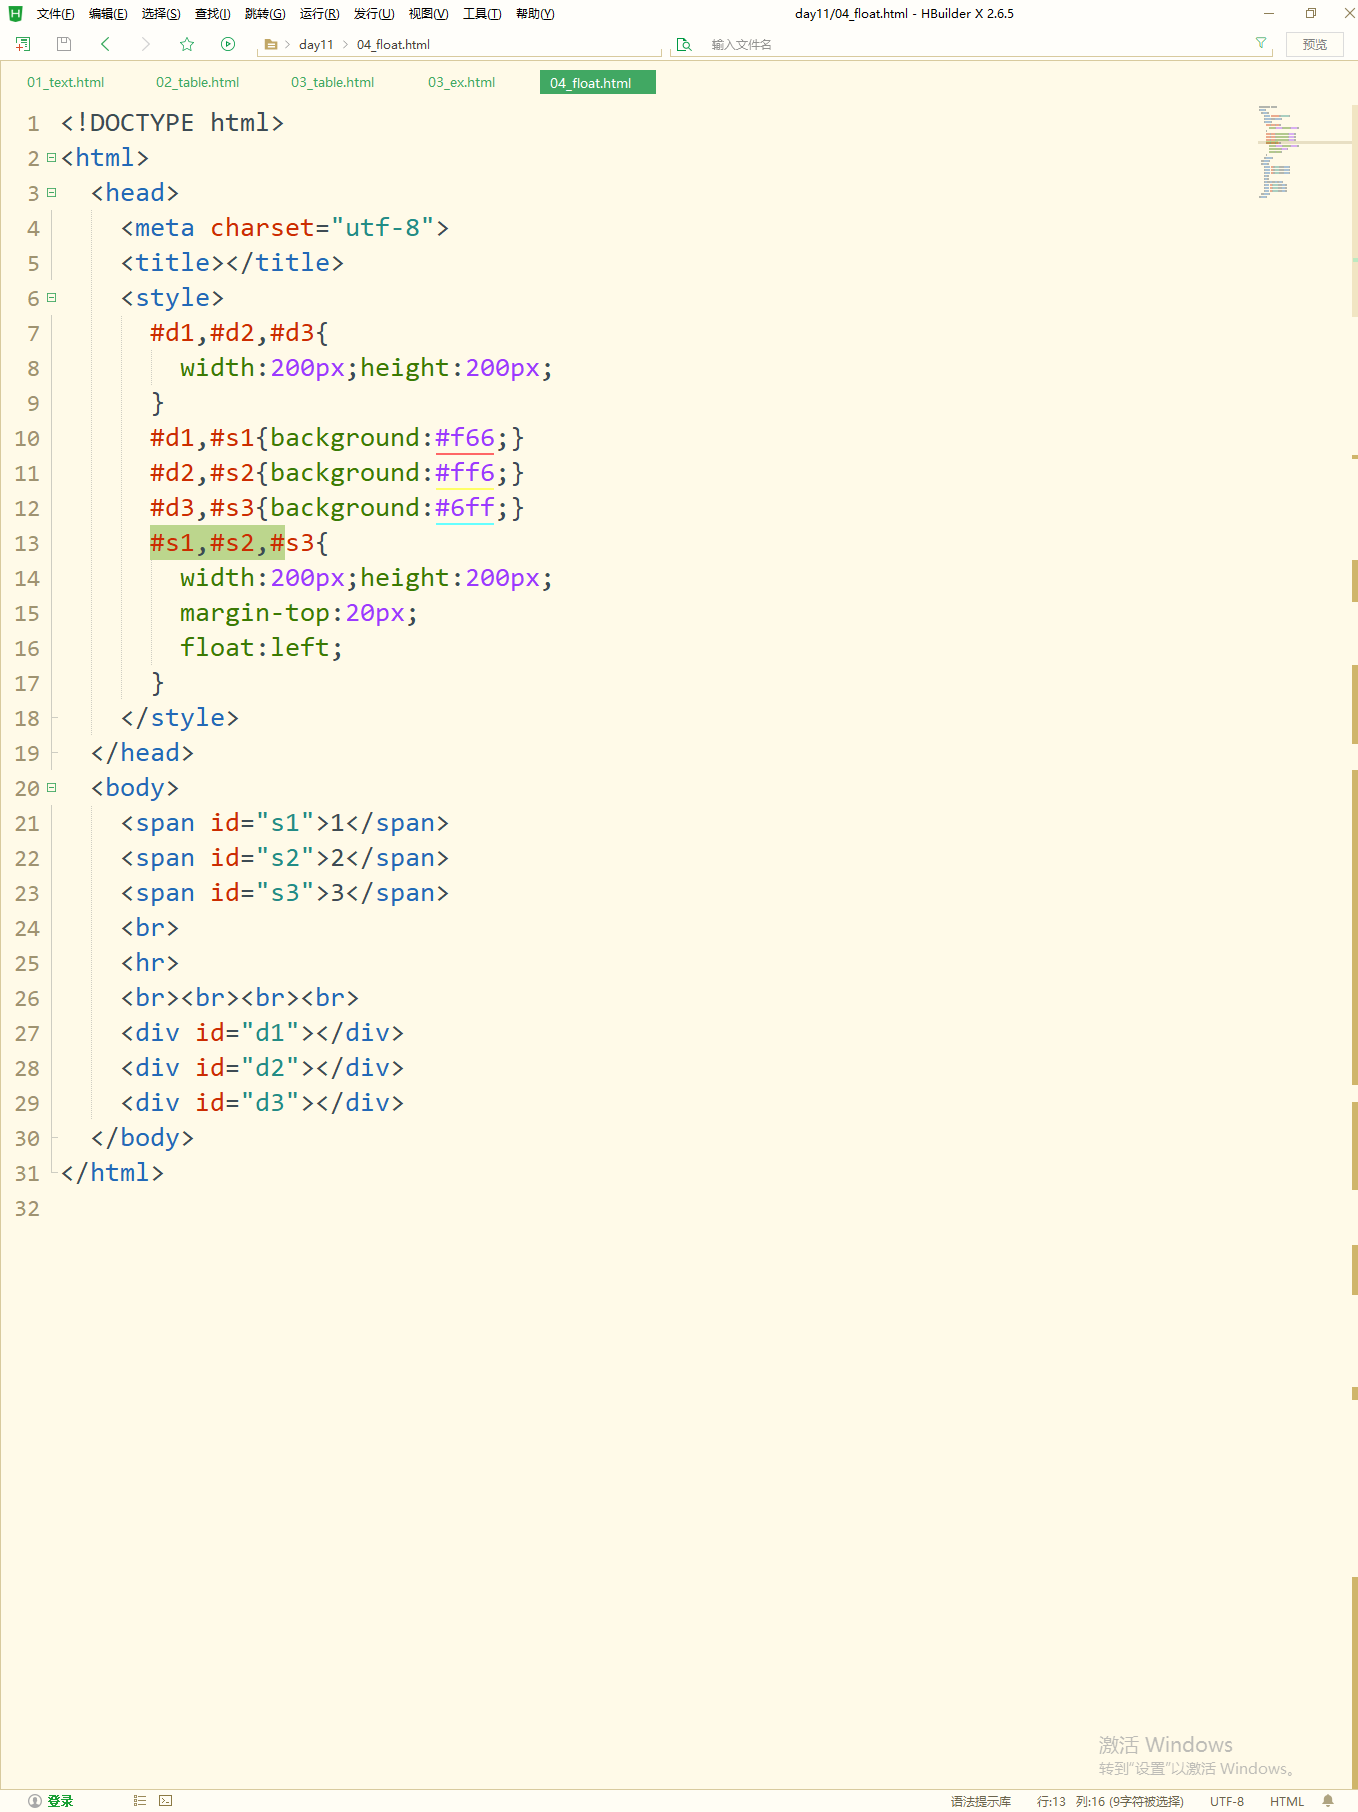 文件(F) 编辑(E) 选择(S) 查找(I) 跳转(G) 运行(R) 发行(U) 视图(V) 工具(T) 帮助(Y) day11/04_float.html - HBuilder X 2.6.5
day11 04_float.html 输入文件名 预览
01_text.html 02_table.html 03_table.html 03_ex.html 04_float.html
1 <!DOCTYPE html>
2 <html>
3 <head>
4 <meta charset="utf-8">
5 <title></title>
6 <style>
7 #d1,#d2,#d3{
8 width:200px;height:200px;
9 }
10 #d1,#s1{background:#f66;}
11 #d2,#s2{background:#ff6;}
12 #d3,#s3{background:#6ff;}
13 #s1,#s2,#s3{
14 width:200px;height:200px;
15 margin-top:20px;
16 float:left;
17 }
18 </style>
19 </head>
20 <body>
21 <span id="s1">1</span>
22 <span id="s2">2</span>
23 <span id="s3">3</span>
24 <br>
25 <hr>
26 <br><br><br><br>
27 <div id="d1"></div>
28 <div id="d2"></div>
29 <div id="d3"></div>
30 </body>
31 </html>
32
激活 Windows
转到"设置"以激活 Windows。
登录 语法提示库 行:13 列:16 (9字符被选择) UTF-8 HTML